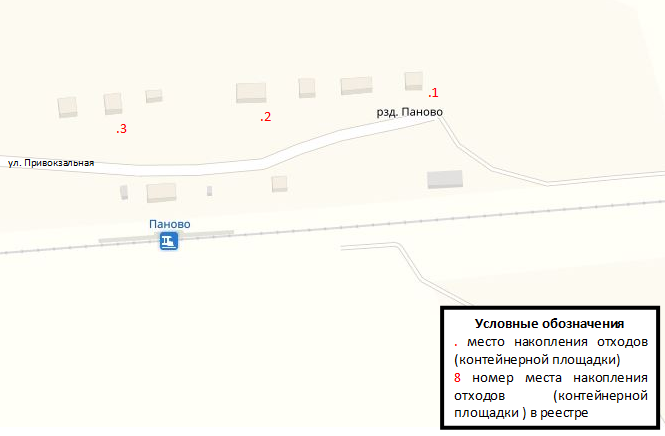 .1
рзд. Паново
.2
.3
ул. Привокзальная
Паново
Условные обозначения
. место накопления отходов
(контейнерной площадки)
8 номер места накопления
отходов (контейнерной
площадки ) в реестре